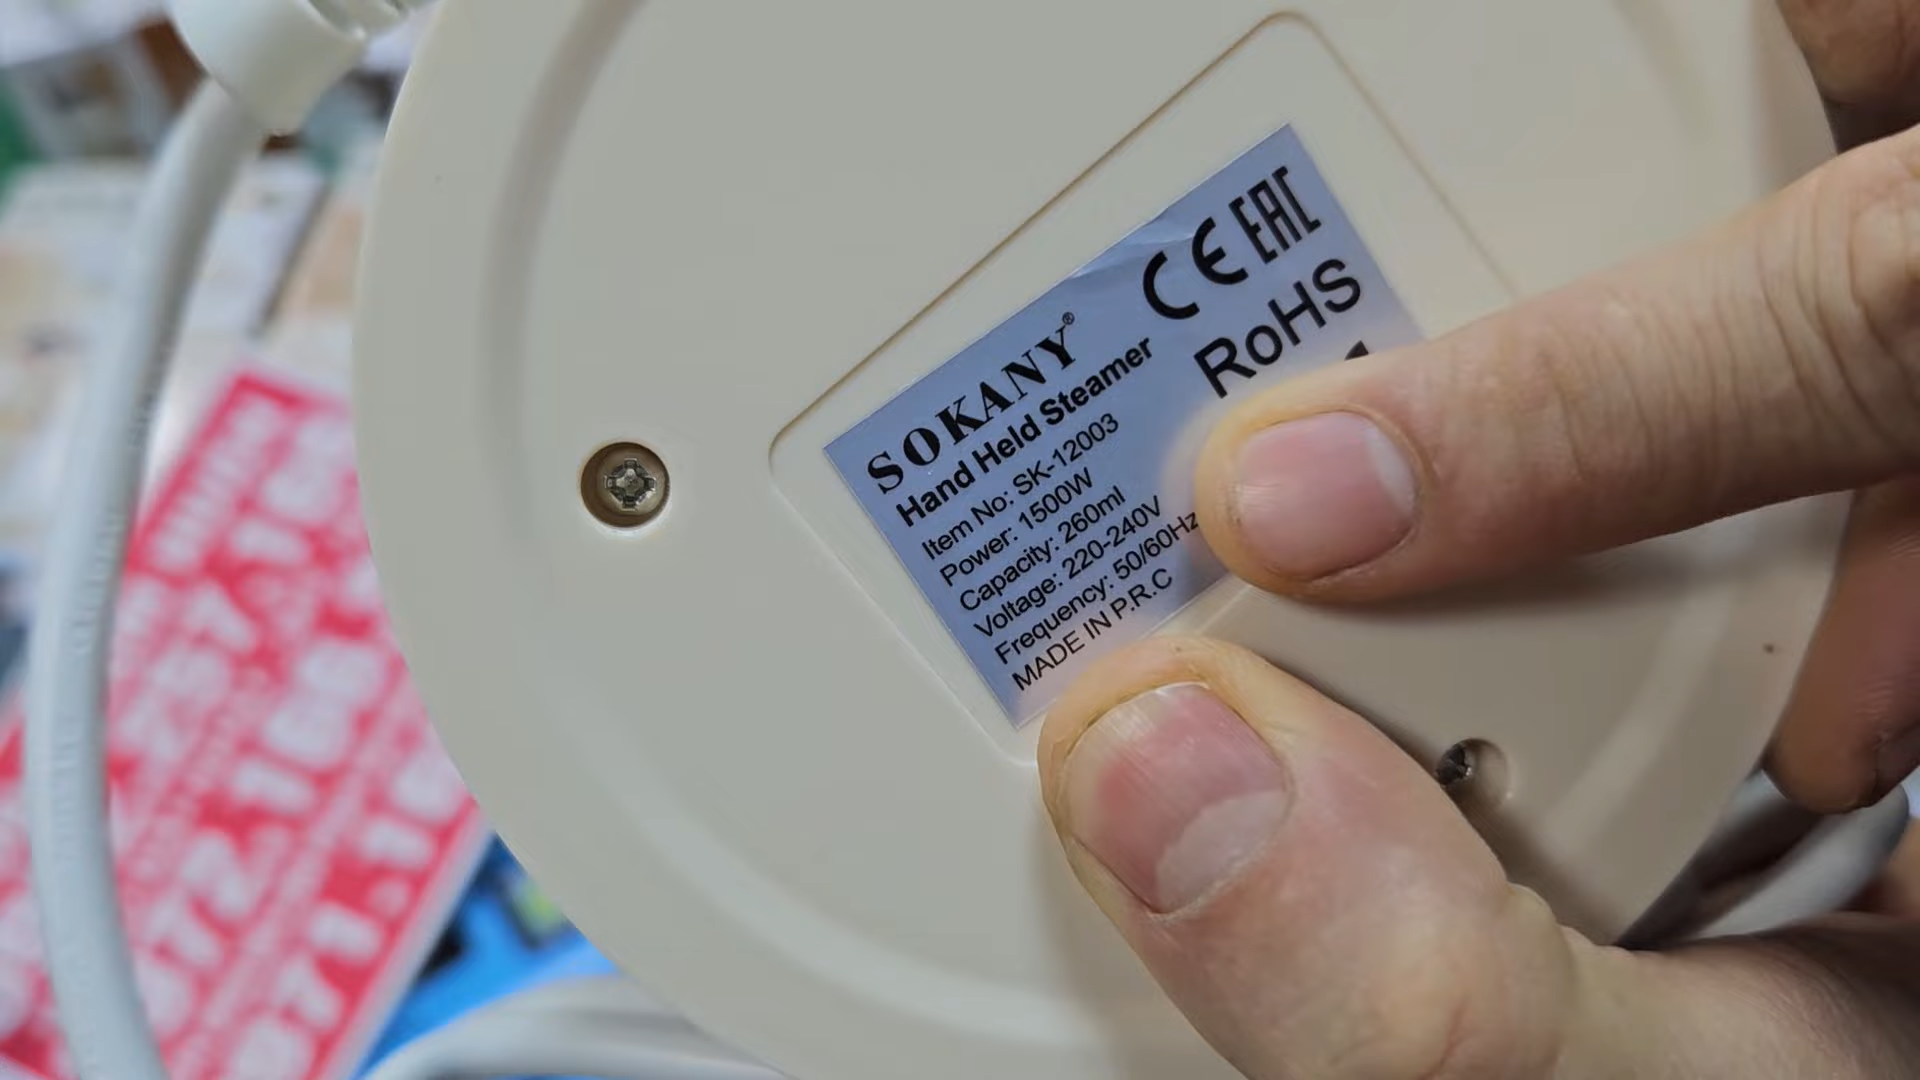 SOKANY®
Hand Held Steamer
Item No: SK-12003
Power: 1500W
Capacity: 260ml
Voltage: 220-240V
Frequency: 50/60Hz
MADE IN P.R.C
CE EAC
RoHS